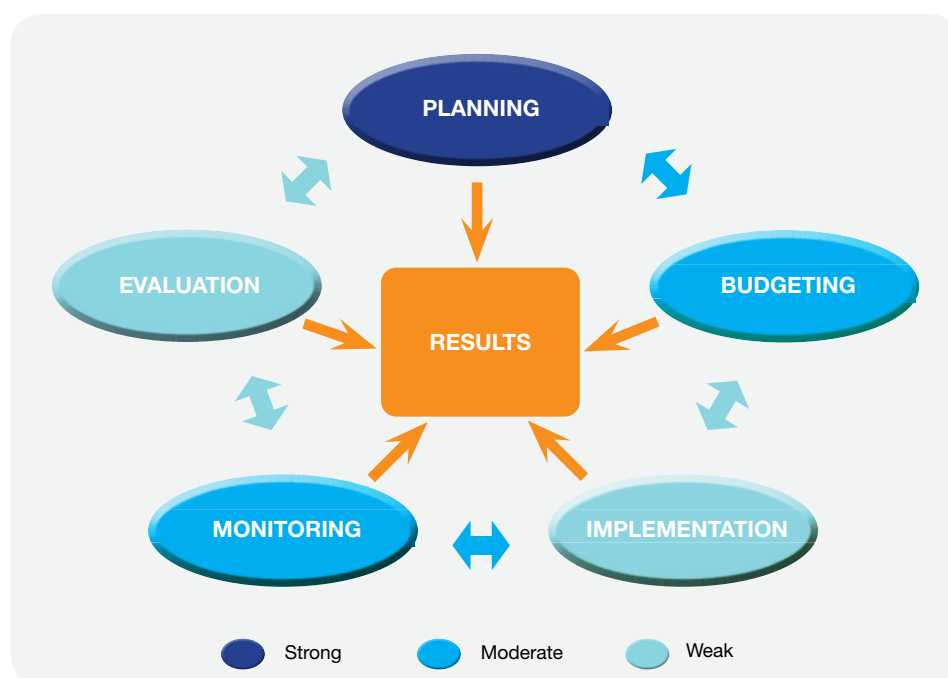 PLANNING
EVALUATION
BUDGETING
RESULTS
MONITORING
IMPLEMENTATION
Strong
Moderate
Weak